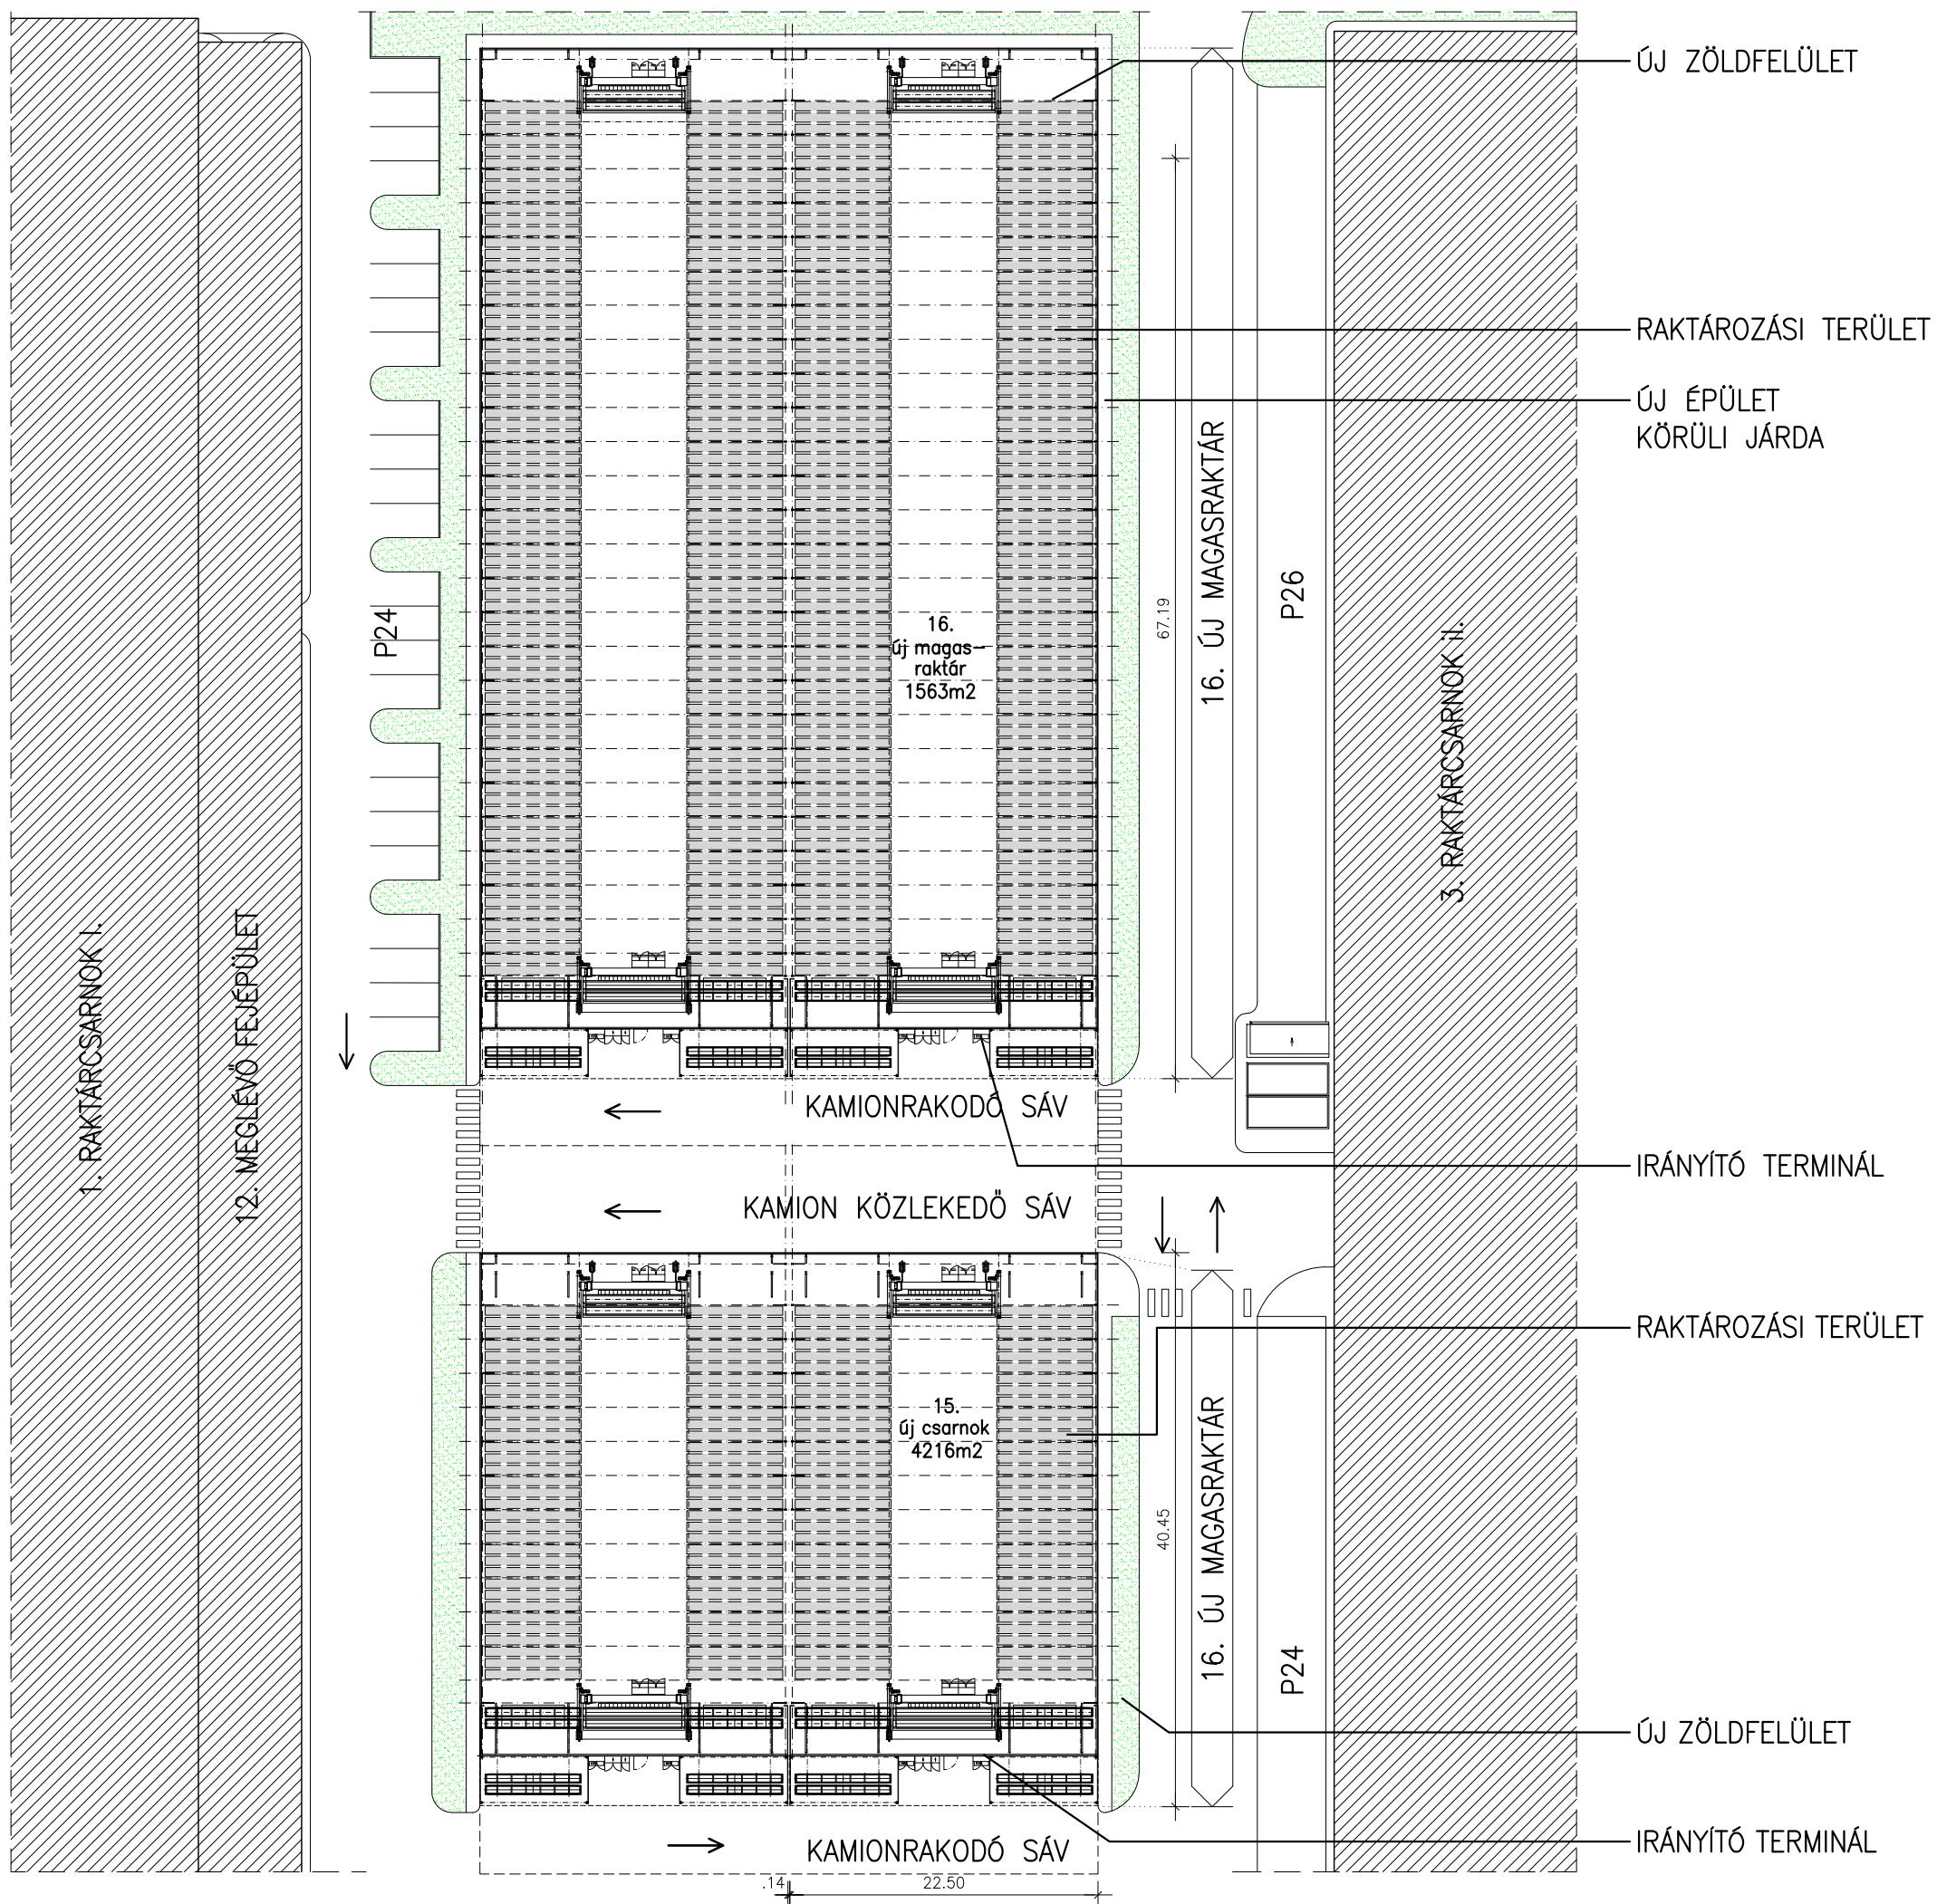 ÚJ ZÖLDFELÜLET
RAKTÁROZÁSI TERÜLET
ÚJ ÉPÜLET
KÖRÜLI JÁRDA
16. ÚJ MAGASRAKTÁR
P26
67.19
P24
16.
új magas-
raktár
1563m2
3. RAKTÁRCSARNOK II.
1. RAKTÁRCSARNOK I.
12. MEGLÉVŐ FEJÉPÜLET
KAMIONRAKODÓ SÁV
IRÁNYÍTÓ TERMINÁL
KAMION KÖZLEKEDŐ SÁV
RAKTÁROZÁSI TERÜLET
15.
új csarnok
4216m2
16. ÚJ MAGASRAKTÁR
40.45
P24
ÚJ ZÖLDFELÜLET
IRÁNYÍTÓ TERMINÁL
KAMIONRAKODÓ SÁV
.14
22.50